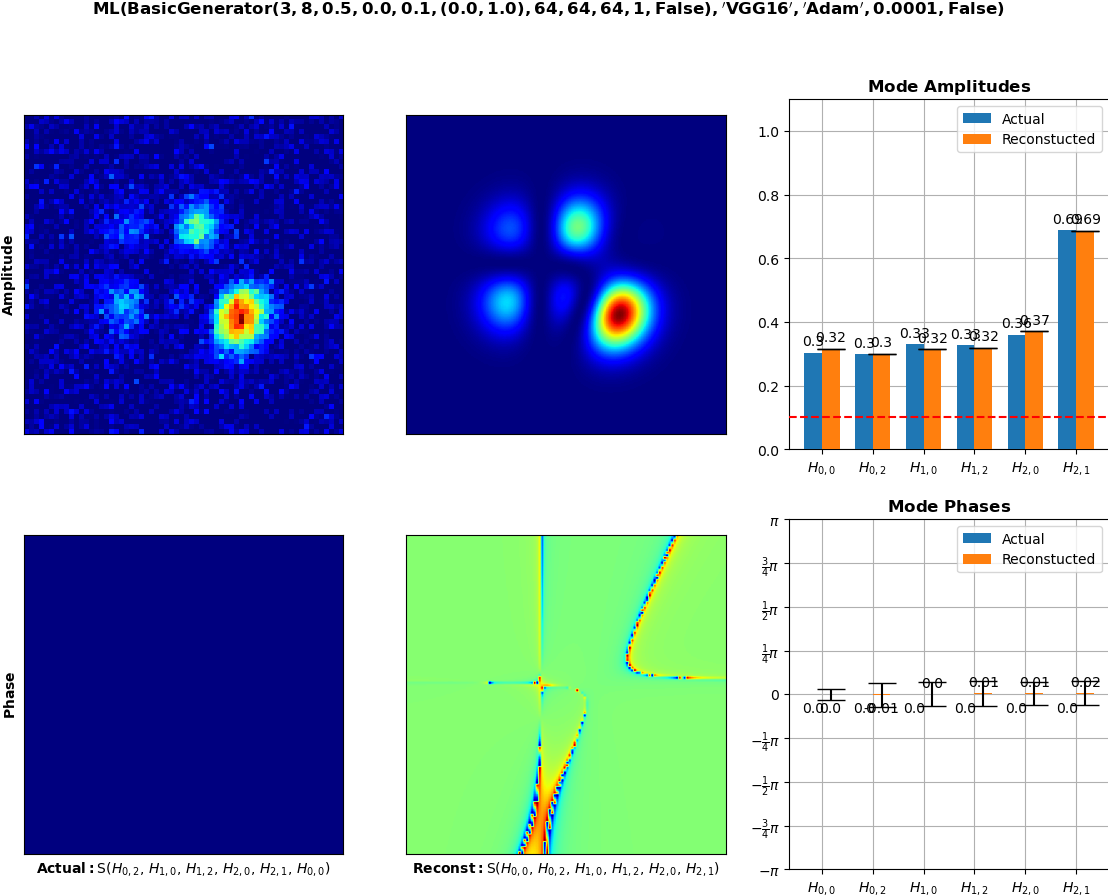 ML(BasicGenerator(3, 8, 0.5, 0.0, 0.1, (0.0, 1.0), 64, 64, 64, 1, False), ′VGG16′, ′Adam′, 0.0001, False)
Amplitude
Mode Amplitudes
Actual
Reconstucted
1.0
0.8
0.6
0.4
0.2
0.0
0.3 0.32 0.3 0.3 0.33 0.32 0.33 0.32 0.36 0.37 0.69 0.69
H0,0 H0,2 H1,0 H1,2 H2,0 H2,1
Phase
Actual: S(H0,2, H1,0, H1,2, H2,0, H2,1, H0,0)
Reconst: S(H0,0, H0,2, H1,0, H1,2, H2,0, H2,1)
Mode Phases
Actual
Reconstucted
π
3/4π
1/2π
1/4π
0
−1/4π
−1/2π
−3/4π
−π
0.0 0.0 0.0 0.0 0.0 0.0 0.01 0.0 0.01 0.0 0.02
H0,0 H0,2 H1,0 H1,2 H2,0 H2,1